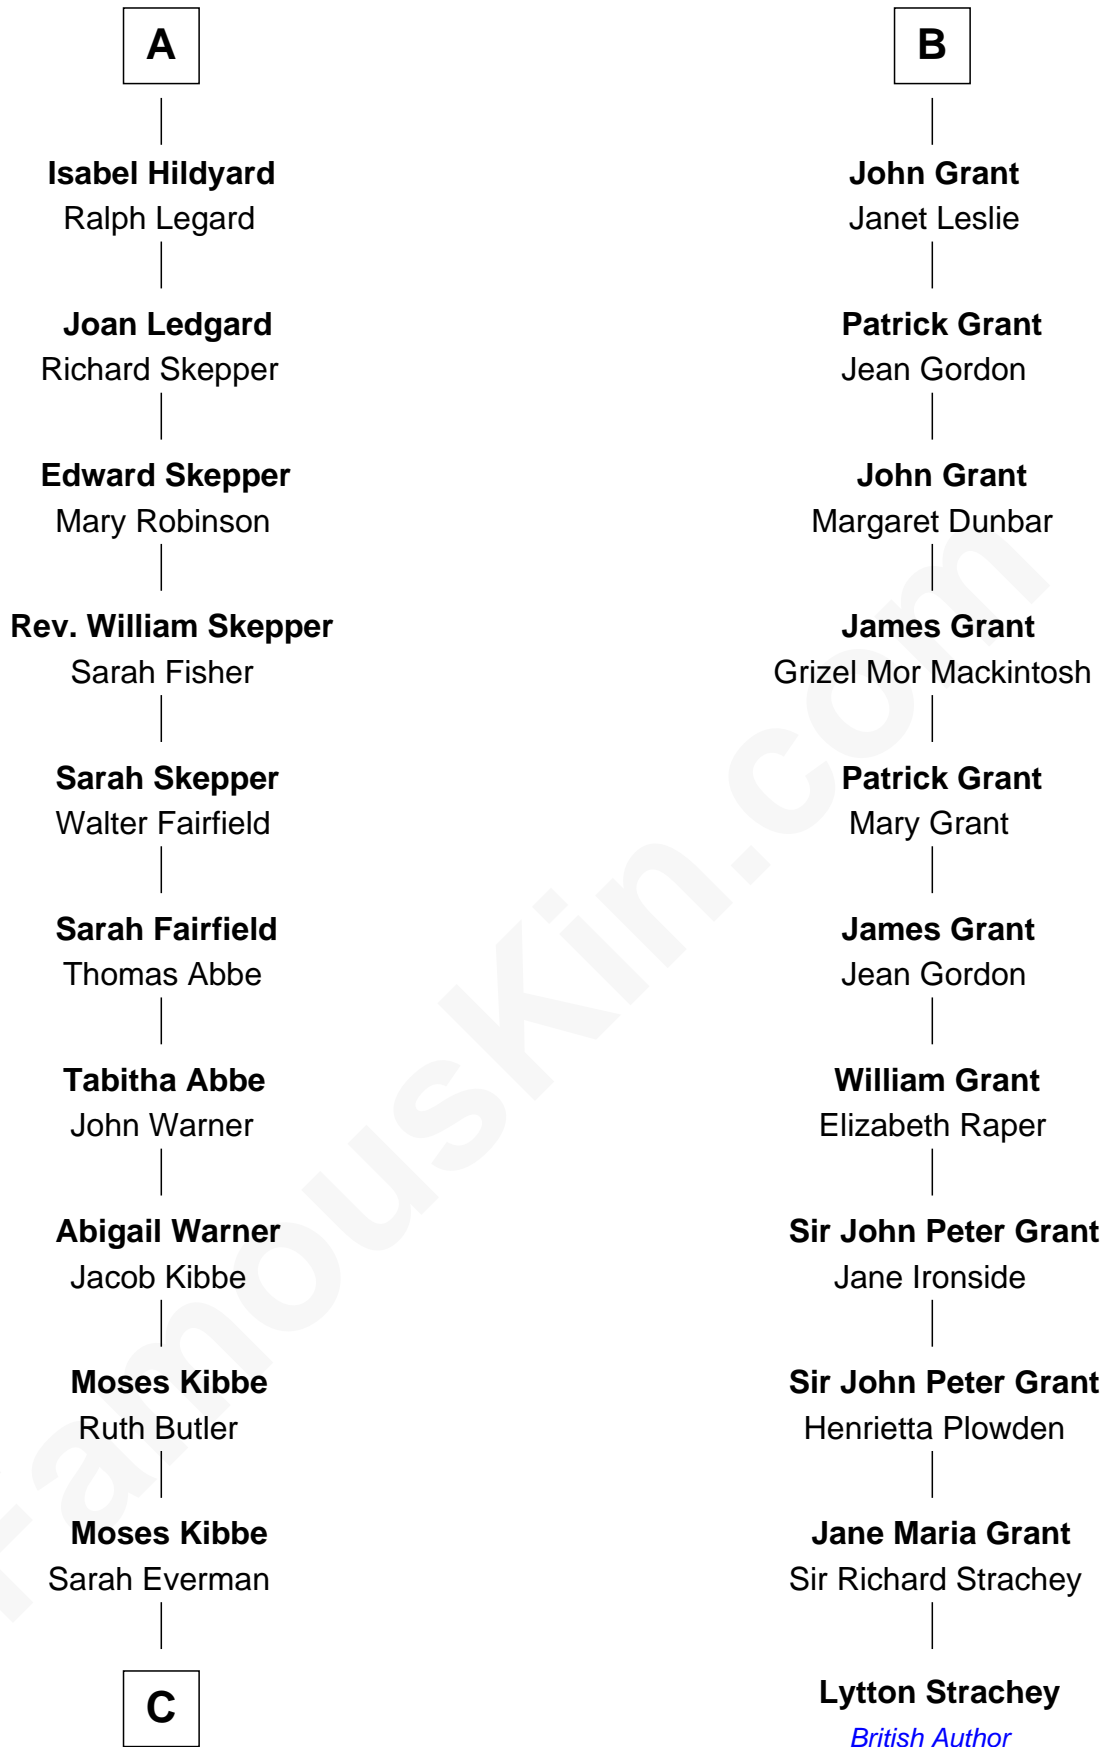 A
Isabel Hildyard
Ralph Legard
Joan Ledgard
Richard Skepper
Edward Skepper
Mary Robinson
Rev. William Skepper
Sarah Fisher
Sarah Skepper
Walter Fairfield
Sarah Fairfield
Thomas Abbe
Tabitha Abbe
John Warner
Abigail Warner
Jacob Kibbe
Moses Kibbe
Ruth Butler
Moses Kibbe
Sarah Everman
C
B
John Grant
Janet Leslie
Patrick Grant
Jean Gordon
John Grant
Margaret Dunbar
James Grant
Grizel Mor Mackintosh
Patrick Grant
Mary Grant
James Grant
Jean Gordon
William Grant
Elizabeth Raper
Sir John Peter Grant
Jane Ironside
Sir John Peter Grant
Henrietta Plowden
Jane Maria Grant
Sir Richard Strachey
Lytton Strachey
British Author
FamousKin.com